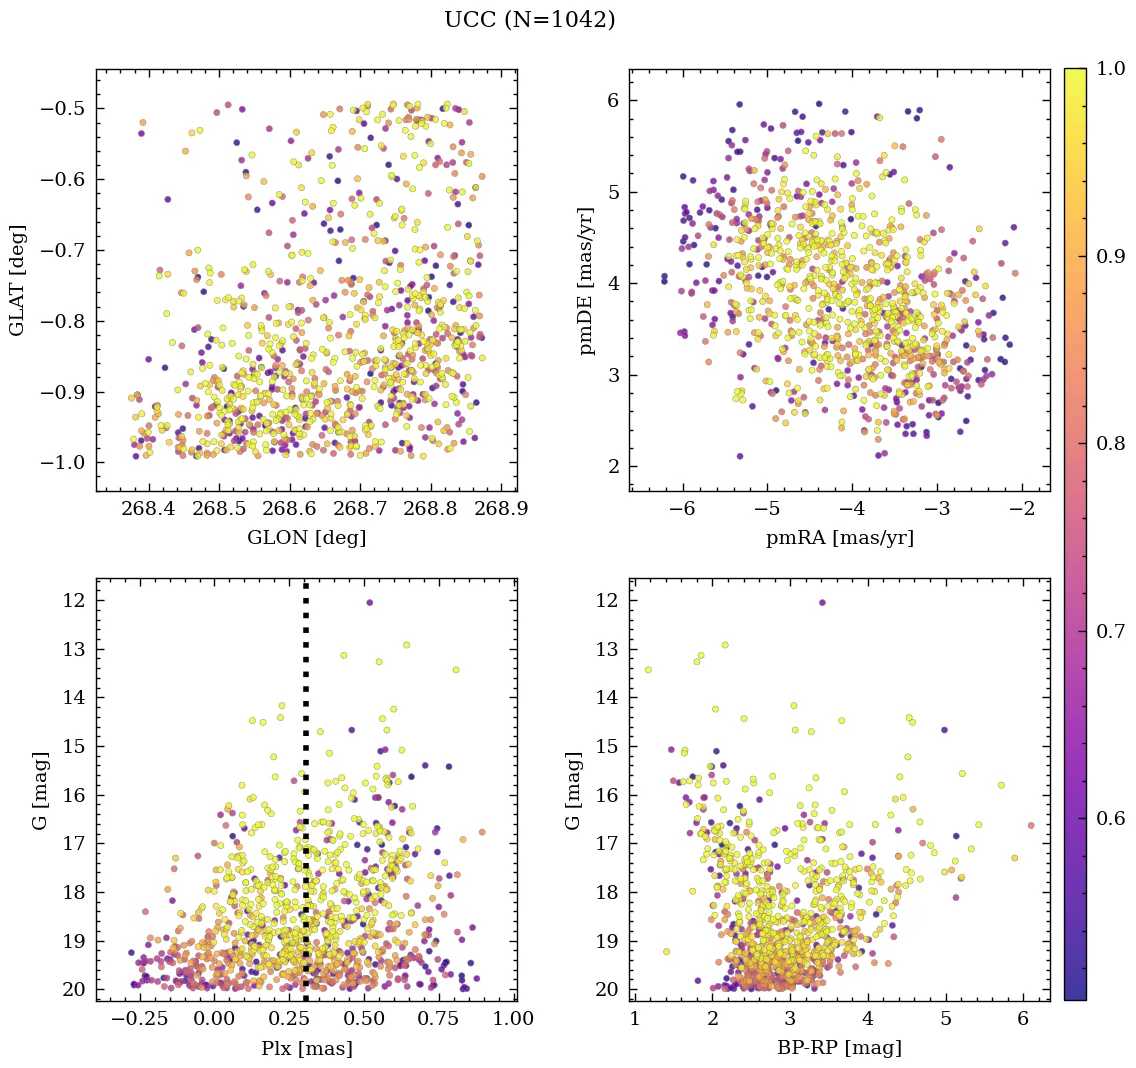 UCC (N=1042)
−0.5
−0.6
−0.7
−0.8
−0.9
−1.0
GLAT [deg]
268.4 268.5 268.6 268.7 268.8 268.9
GLON [deg]
6
5
4
3
2
pmDE [mas/yr]
−6 −5 −4 −3 −2
pmRA [mas/yr]
1.0
0.9
0.8
0.7
0.6
12
13
14
15
16
17
18
19
20
G [mag]
−0.25 0.00 0.25 0.50 0.75 1.00
Plx [mas]
12
13
14
15
16
17
18
19
20
G [mag]
1 2 3 4 5 6
BP-RP [mag]